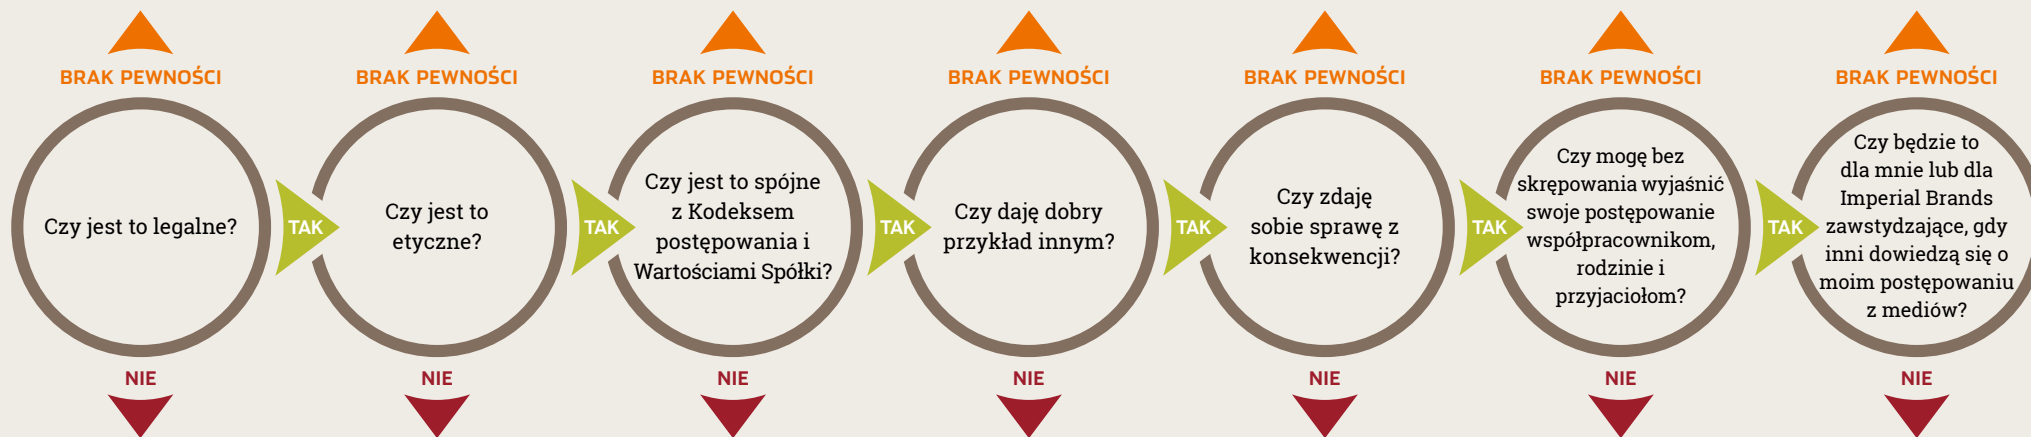 BRAK PEWNOŚCI
BRAK PEWNOŚCI
BRAK PEWNOŚCI
BRAK PEWNOŚCI
BRAK PEWNOŚCI
BRAK PEWNOŚCI
BRAK PEWNOŚCI
Czy jest to legalne?
TAK
Czy jest to
etyczne?
TAK
Czy jest to spójne
z Kodeksem
postępowania i
Wartościami Spółki?
TAK
Czy daję dobry
przykład innym?
TAK
Czy zdaję
sobie sprawę z
konsekwencji?
TAK
Czy mogę bez
skrępowania wyjaśnić
swoje postępowanie
współpracownikom,
rodzinie i
przyjaciołom?
TAK
Czy będzie to
dla mnie lub dla
Imperial Brands
zawstydzające, gdy
inni dowiedzą się o
moim postępowaniu
z mediów?
NIE
NIE
NIE
NIE
NIE
NIE
NIE